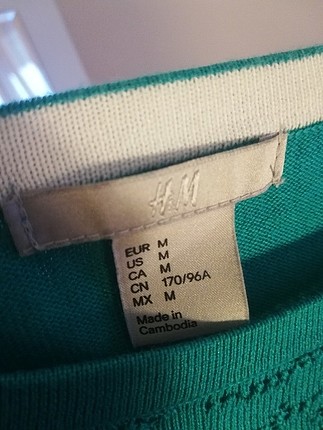 H&M
EUR M
US M
CA M
CN 170/96A
MX M
Made in
Cambodia